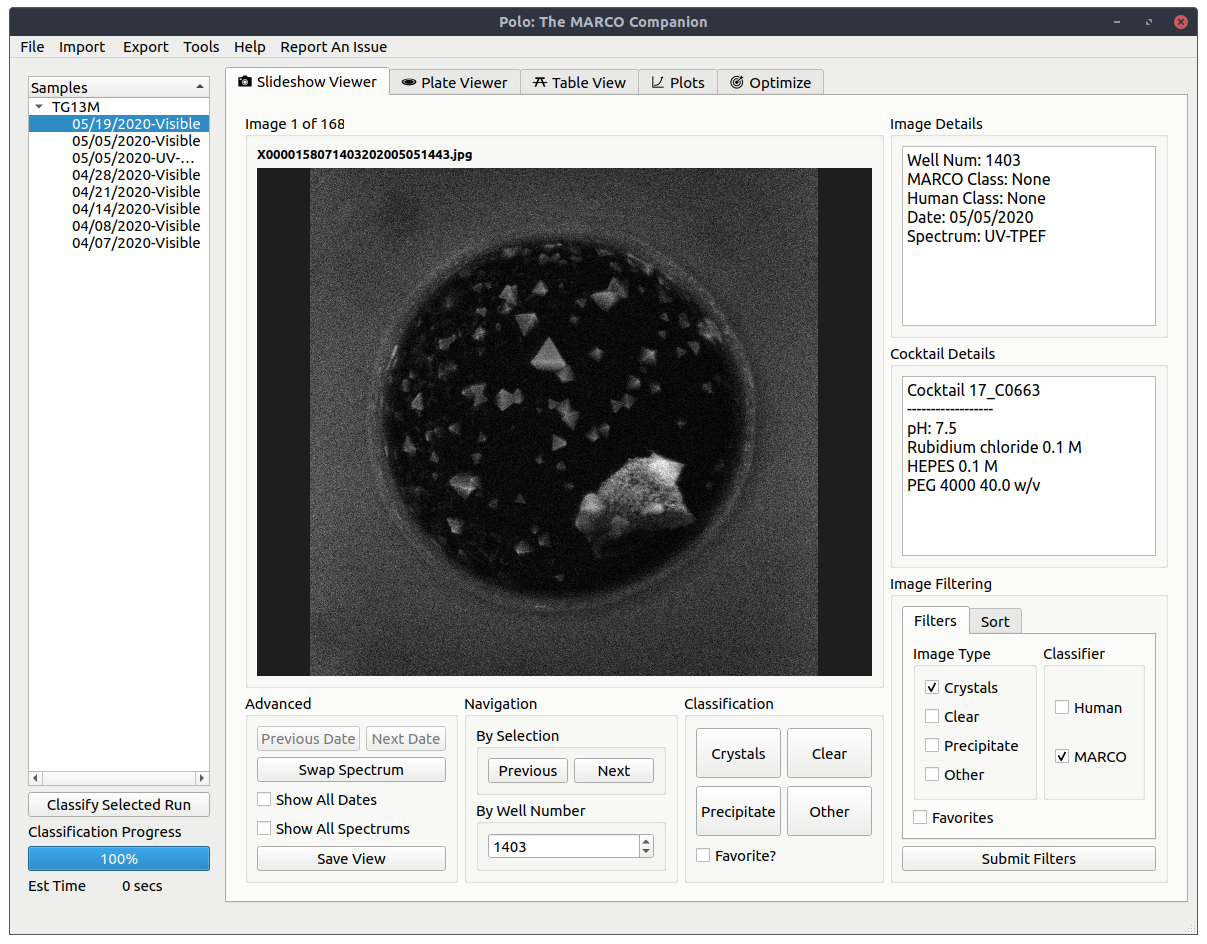 Polo: The MARCO Companion
File Import Export Tools Help Report An Issue
Samples
TG13M
05/19/2020-Visible
05/05/2020-Visible
05/05/2020-UV-...
04/28/2020-Visible
04/21/2020-Visible
04/14/2020-Visible
04/08/2020-Visible
04/07/2020-Visible
Classify Selected Run
Classification Progress
100%
Est Time 0 secs
Slideshow Viewer Plate Viewer Table View Plots Optimize
Image 1 of 168
X0000158071403202005051443.jpg
Advanced
Previous Date Next Date
Swap Spectrum
Show All Dates
Show All Spectrums
Save View
Navigation
By Selection
Previous Next
By Well Number
1403
Classification
Crystals Clear
Precipitate Other
Favorite?
Image Details
Well Num: 1403
MARCO Class: None
Human Class: None
Date: 05/05/2020
Spectrum: UV-TPEF
Cocktail Details
Cocktail 17_C0663
------------------
pH: 7.5
Rubidium chloride 0.1 M
HEPES 0.1 M
PEG 4000 40.0 w/v
Image Filtering
Filters Sort
Image Type
Crystals
Clear
Precipitate
Other
Classifier
Human
MARCO
Favorites
Submit Filters